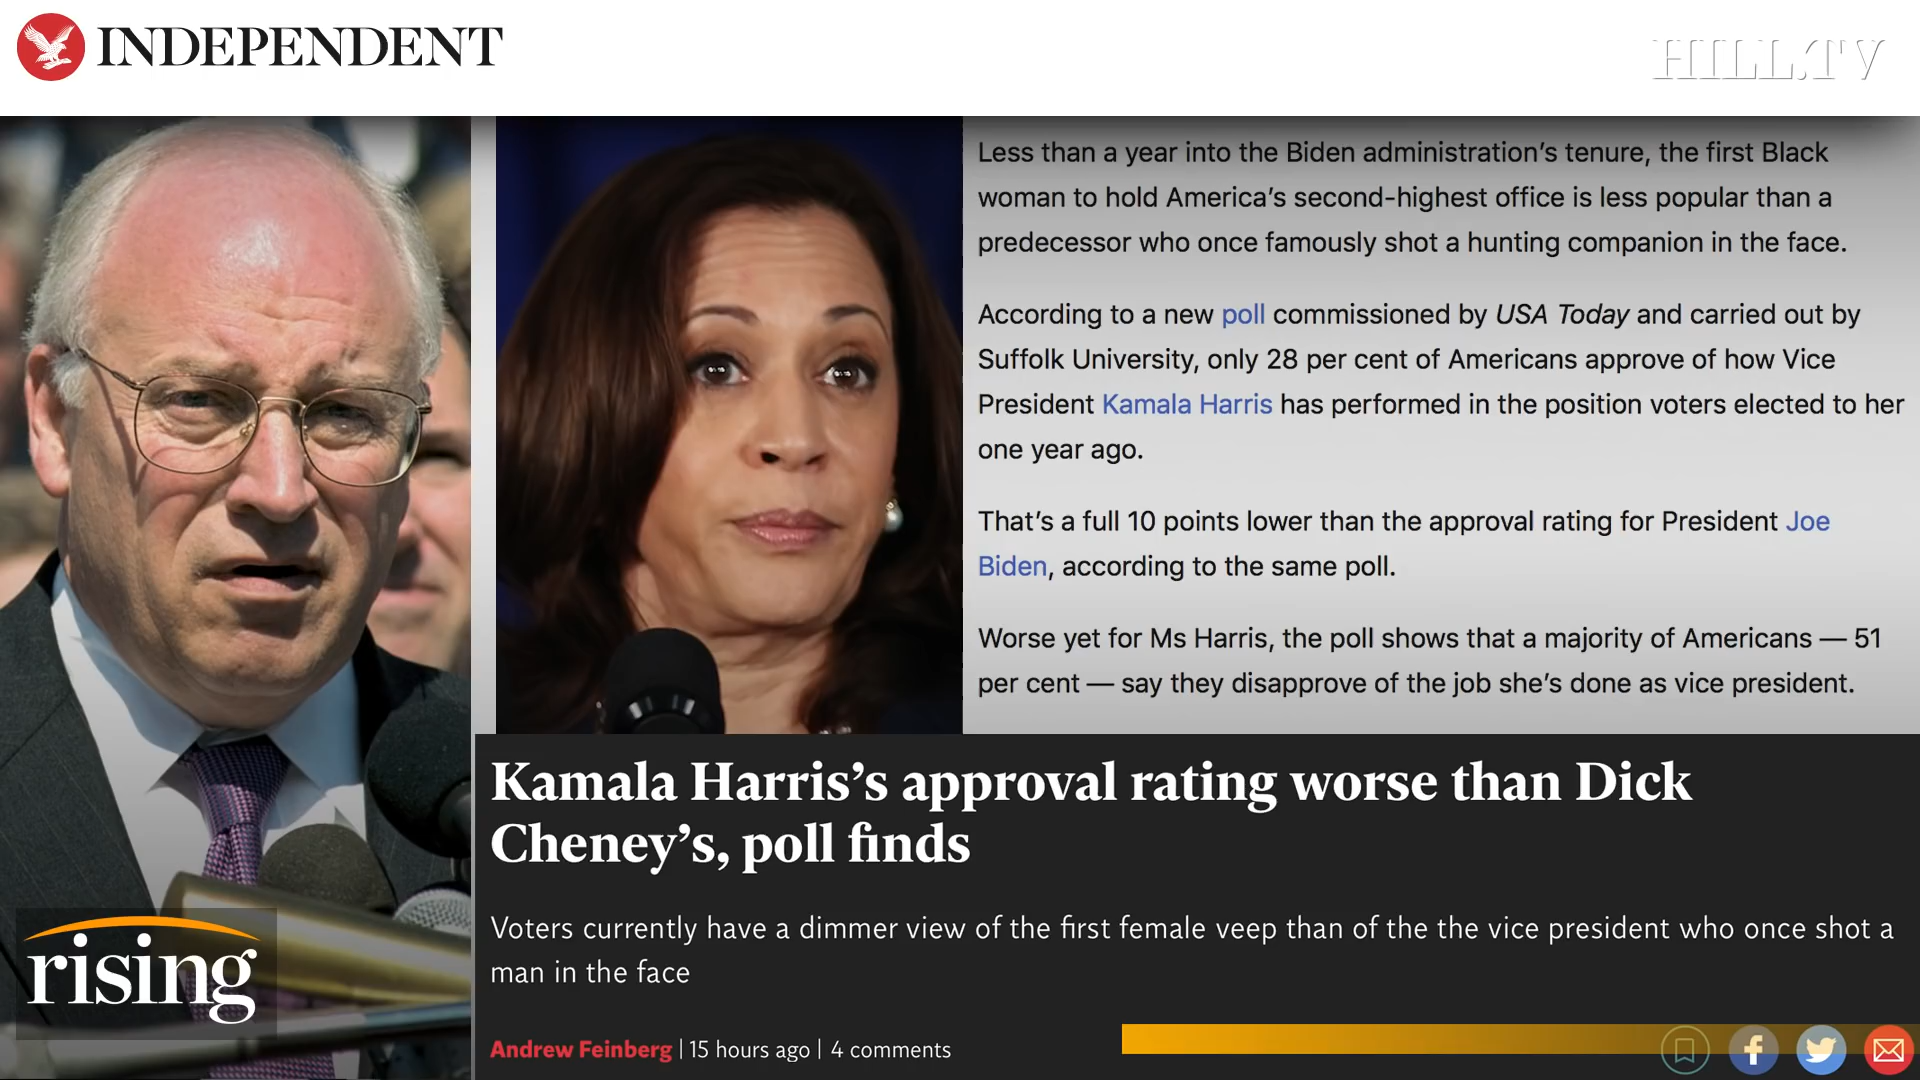 INDEPENDENT
HILL.TV
Less than a year into the Biden administration’s tenure, the first Black
woman to hold America’s second-highest office is less popular than a
predecessor who once famously shot a hunting companion in the face.
According to a new poll commissioned by USA Today and carried out by
Suffolk University, only 28 per cent of Americans approve of how Vice
President Kamala Harris has performed in the position voters elected to her
one year ago.
That’s a full 10 points lower than the approval rating for President Joe
Biden, according to the same poll.
Worse yet for Ms Harris, the poll shows that a majority of Americans — 51
per cent — say they disapprove of the job she’s done as vice president.
Kamala Harris’s approval rating worse than Dick
Cheney’s, poll finds
Voters currently have a dimmer view of the first female veep than of the the vice president who once shot a
man in the face
Andrew Feinberg | 15 hours ago | 4 comments
rising